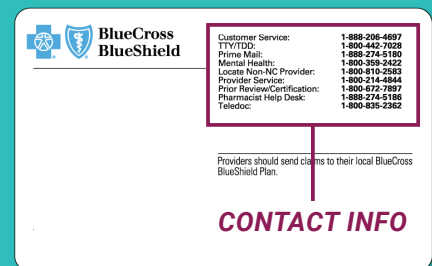 BlueCross
BlueShield
Customer Service: 1-888-206-4697
TTY/TDD: 1-800-442-7028
Prime Mail: 1-888-274-5180
Mental Health: 1-800-359-2422
Locate Non-NC Provider: 1-800-810-2583
Provider Service: 1-800-214-4844
Prior Review/Certification: 1-800-672-7897
Pharmacist Help Desk: 1-888-274-5186
Teledoc: 1-800-835-2362
Providers should send claims to their local BlueCross
BlueShield Plan.
CONTACT INFO